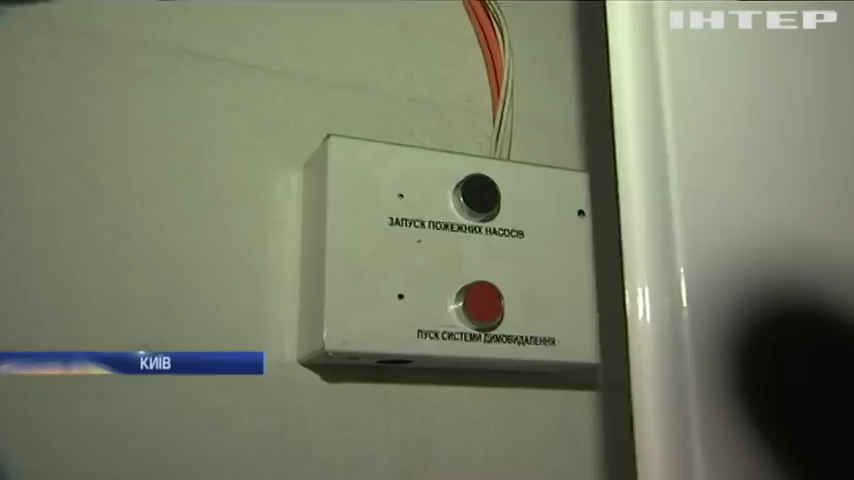 ІНТЕР
ЗАПУСК ПОЖЕЖНИХ НАСОСІВ
ПУСК СИСТЕМИ ДИМОВИДАЛЕННЯ
КИЇВ